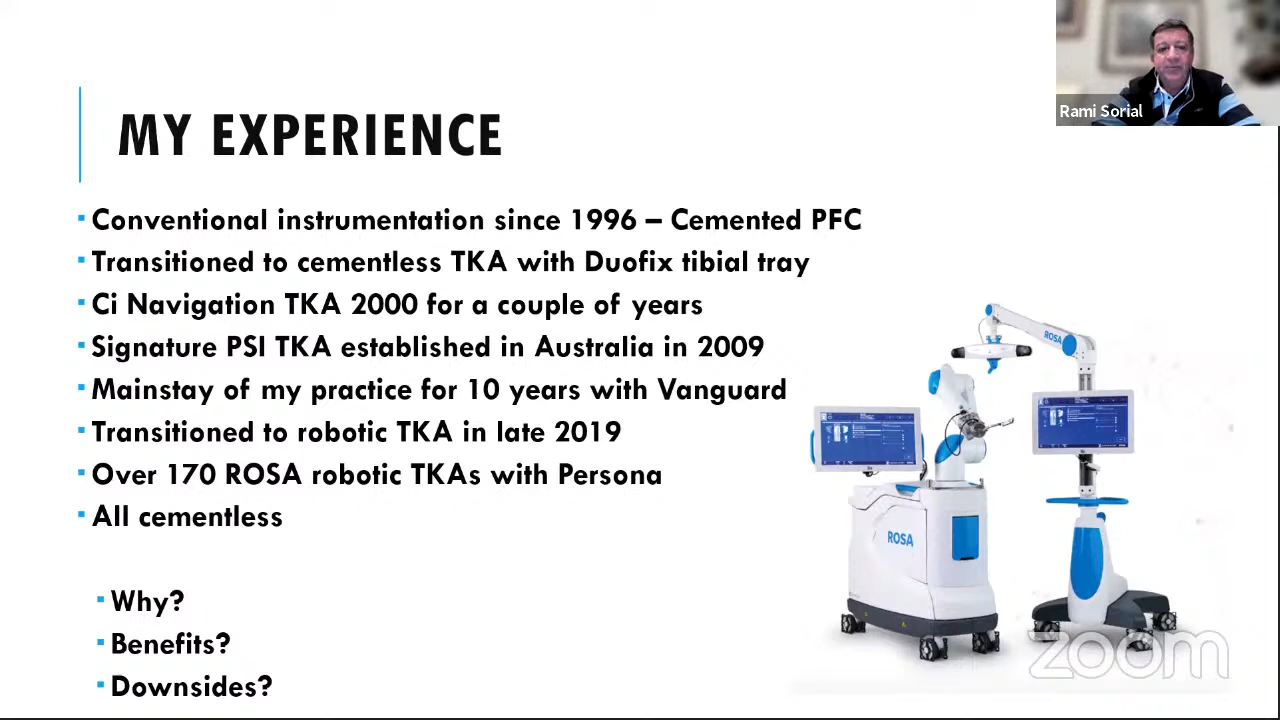 Rami Sorial
MY EXPERIENCE
Conventional instrumentation since 1996 – Cemented PFC
Transitioned to cementless TKA with Duofix tibial tray
Ci Navigation TKA 2000 for a couple of years
Signature PSI TKA established in Australia in 2009
Mainstay of my practice for 10 years with Vanguard
Transitioned to robotic TKA in late 2019
Over 170 ROSA robotic TKAs with Persona
All cementless
Why?
Benefits?
Downsides?
ROSA
ROSA
zoom